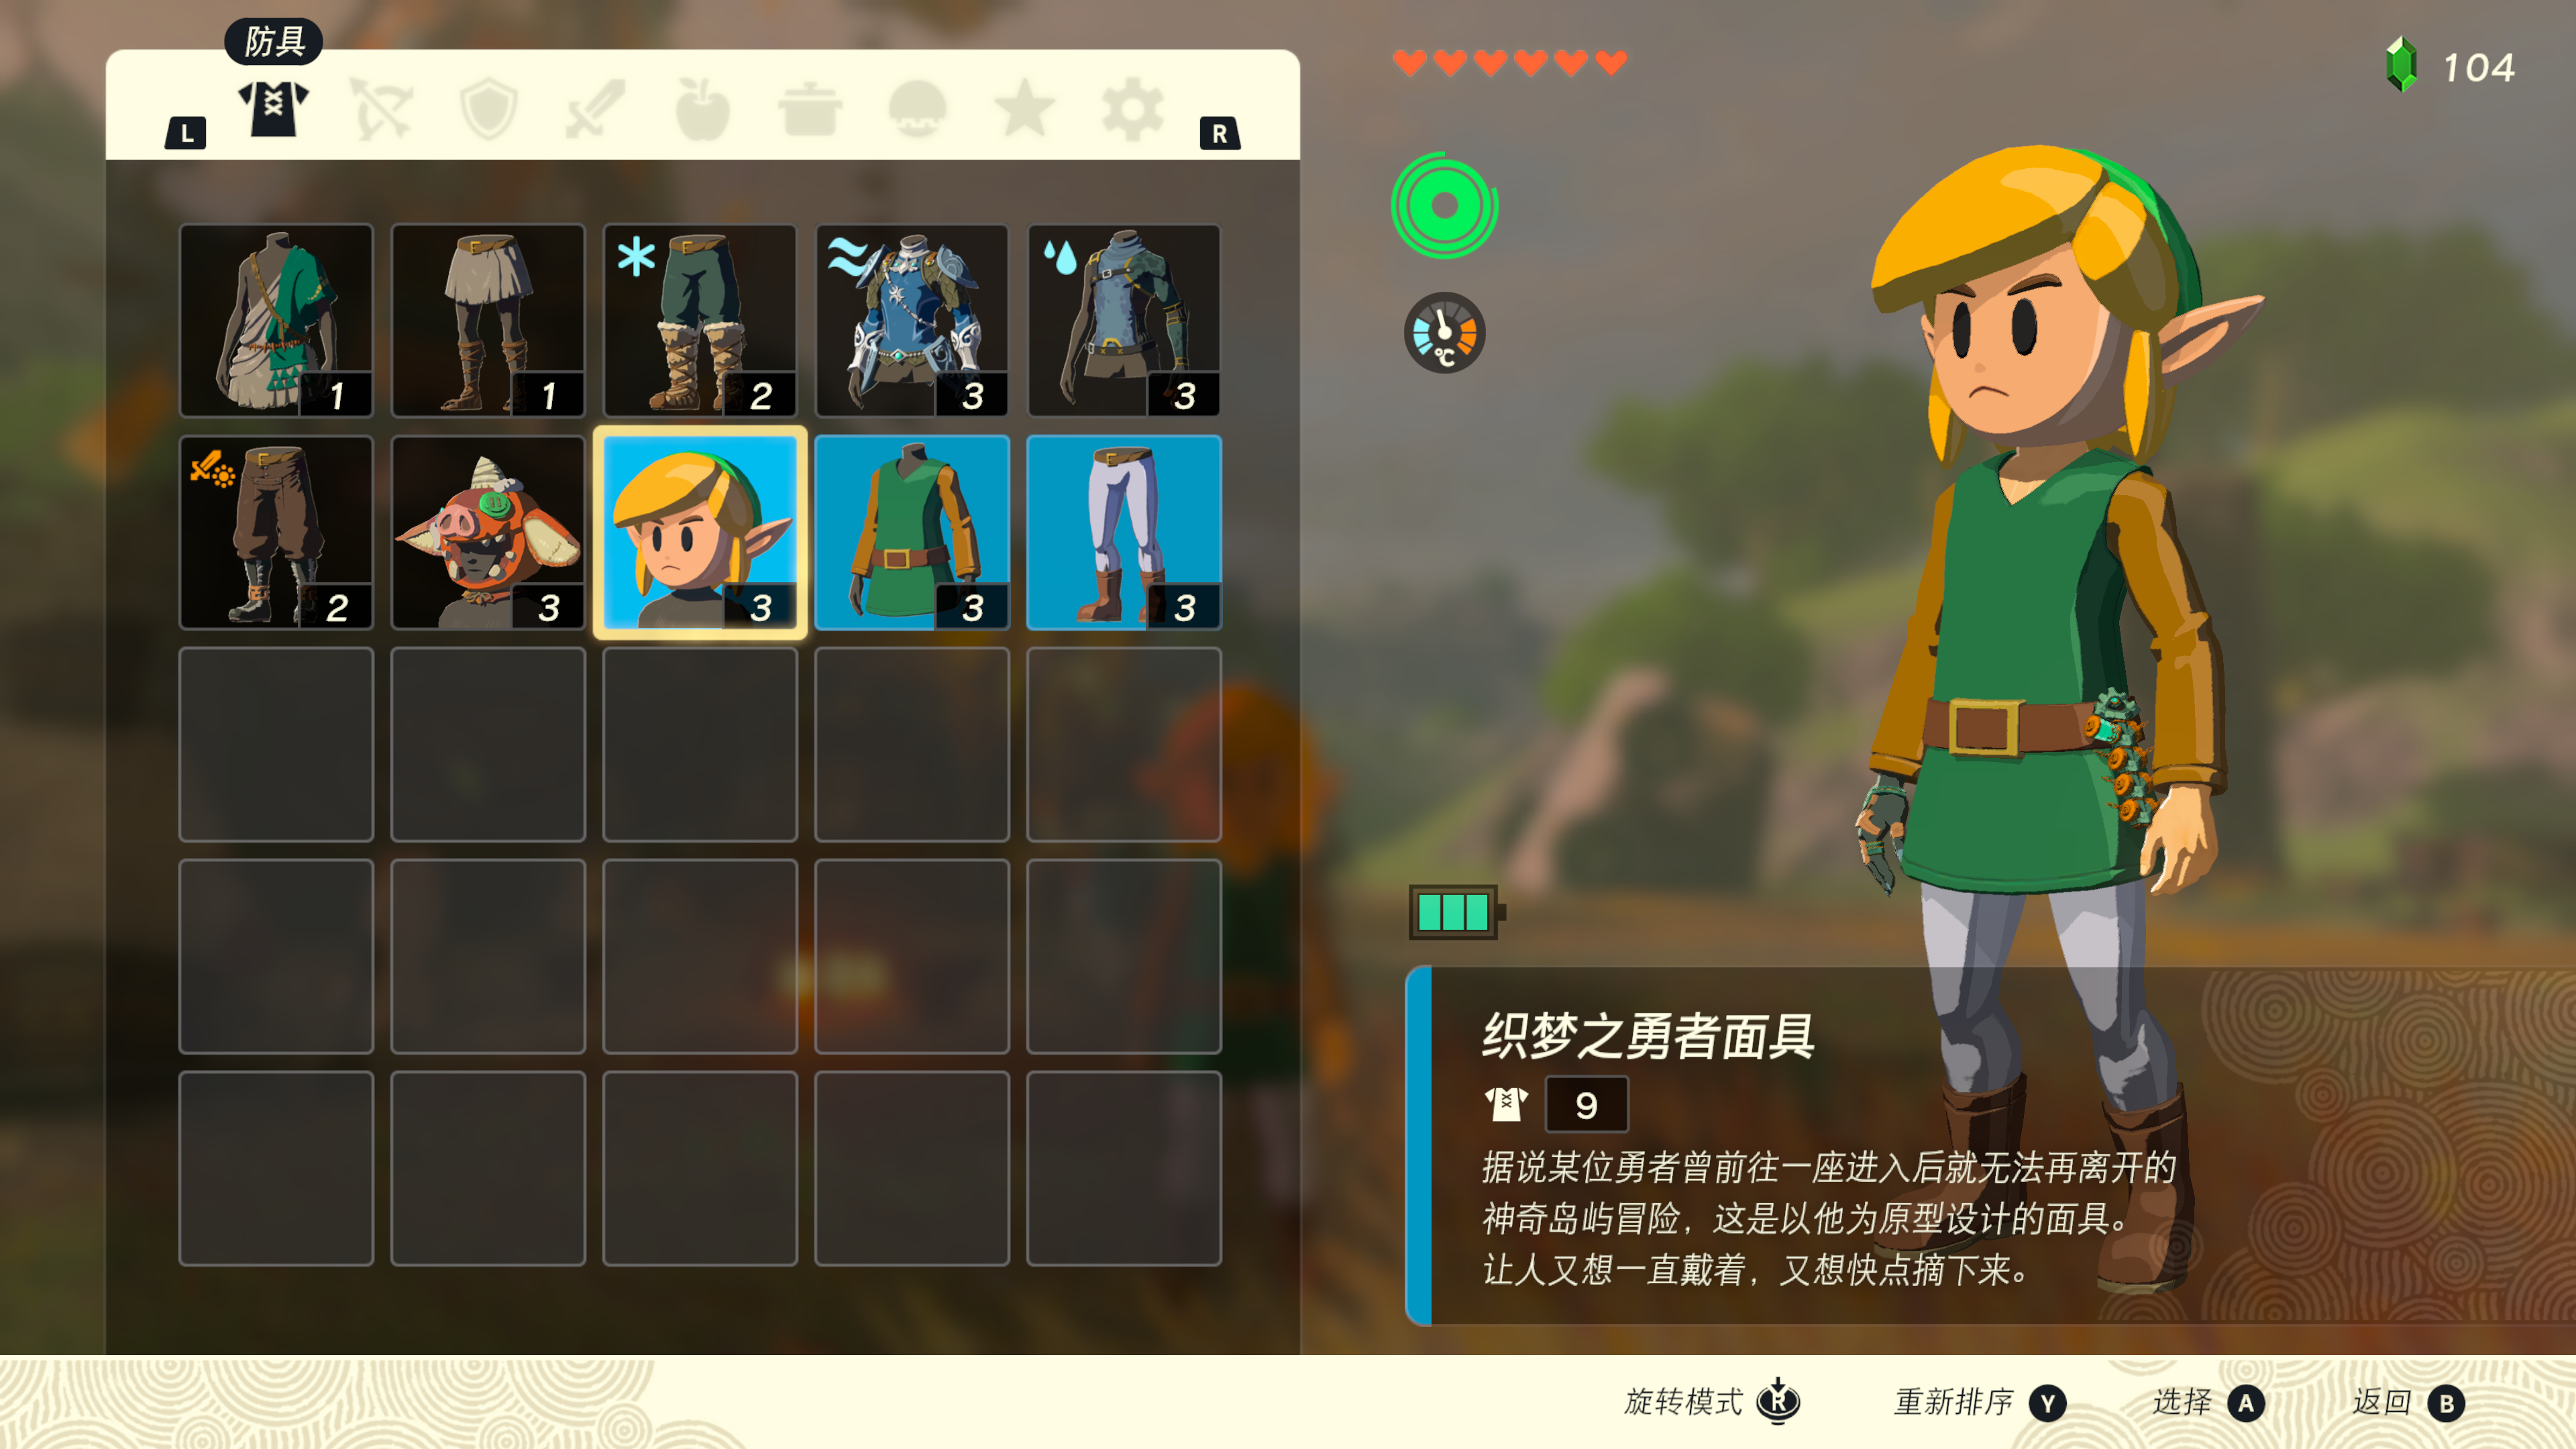 防具
L
R
104
1
1
2
3
3
2
3
3
3
3
℃
织梦之勇者面具
9
据说某位勇者曾前往一座进入后就无法再离开的
神奇岛屿冒险，这是以他为原型设计的面具。
让人又想一直戴着，又想快点摘下来。
旋转模式 R
重新排序 Y
选择 A
返回 B